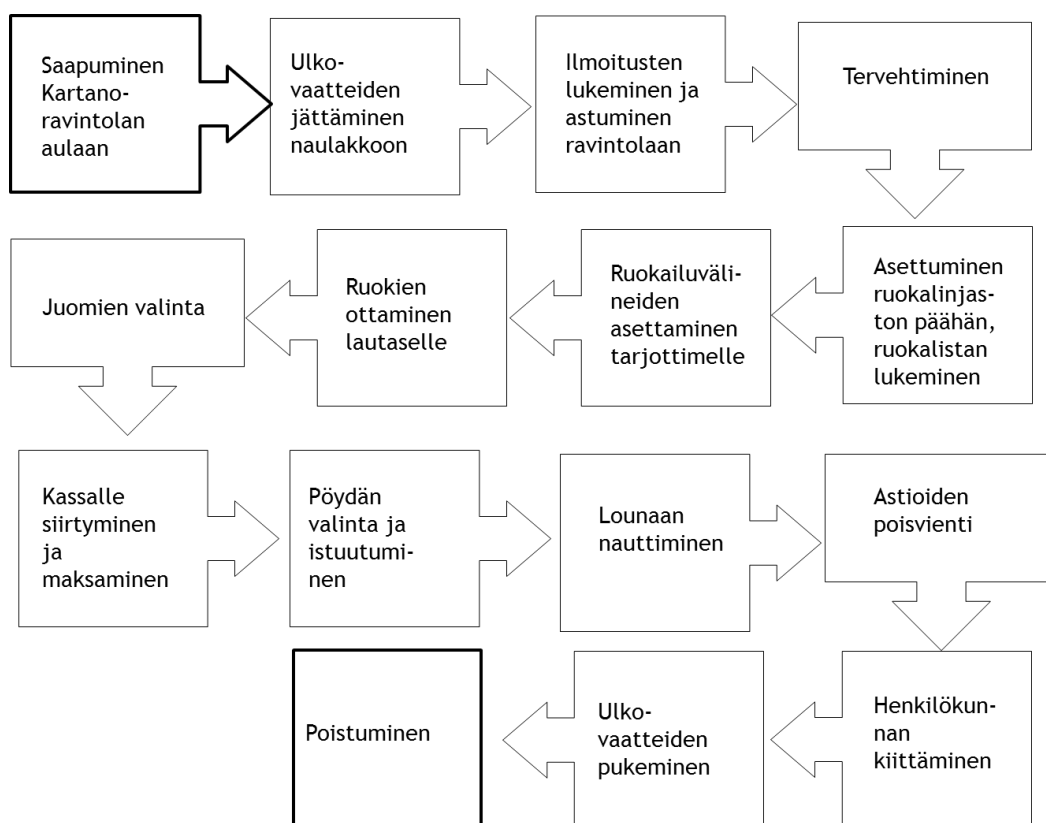 Saapuminen
Kartano-
ravintolan
aulaan
Ulko-
vaatteiden
jättäminen
naulakkoon
Ilmoitusten
lukeminen ja
astuminen
ravintolaan
Tervehtiminen
Asettuminen
ruokalinjas-
ton päähän,
ruokalistan
lukeminen
Ruokailuväli-
neiden
asettaminen
tarjottimelle
Ruokien
ottaminen
lautaselle
Juomien valinta
Kassalle
siirtyminen
ja
maksaminen
Pöydän
valinta ja
istuutumi-
nen
Lounaan
nauttiminen
Astioiden
poisvienti
Henkilökun-
nan
kiittäminen
Ulko-
vaatteiden
pukeminen
Poistuminen